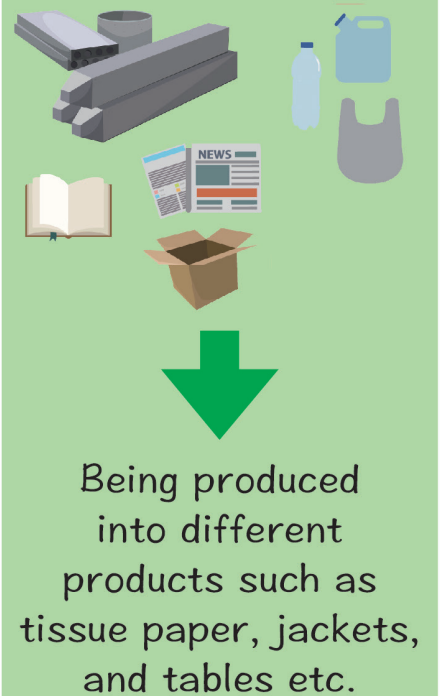 NEWS
Being produced
into different
products such as
tissue paper, jackets,
and tables etc.